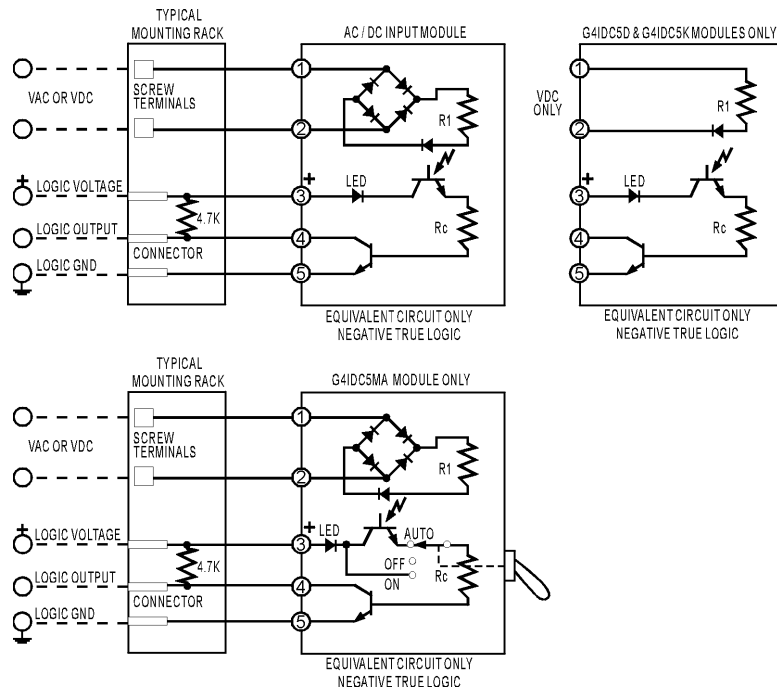 TYPICAL
MOUNTING RACK
AC / DC INPUT MODULE
G4IDC5D & G4IDC5K MODULES ONLY
1
VAC OR VDC
SCREW
TERMINALS
2
R1
+
LOGIC VOLTAGE
+
3
LED
4.7K
LOGIC OUTPUT
4
Rc
CONNECTOR
LOGIC GND
5
EQUIVALENT CIRCUIT ONLY
NEGATIVE TRUE LOGIC
1
VDC
ONLY
R1
2
+
3
LED
Rc
4
5
EQUIVALENT CIRCUIT ONLY
NEGATIVE TRUE LOGIC
TYPICAL
MOUNTING RACK
G4IDC5MA MODULE ONLY
1
VAC OR VDC
SCREW
TERMINALS
2
R1
+
LOGIC VOLTAGE
+
3
LED
AUTO
4.7K
OFF
LOGIC OUTPUT
4
ON
Rc
CONNECTOR
LOGIC GND
5
EQUIVALENT CIRCUIT ONLY
NEGATIVE TRUE LOGIC